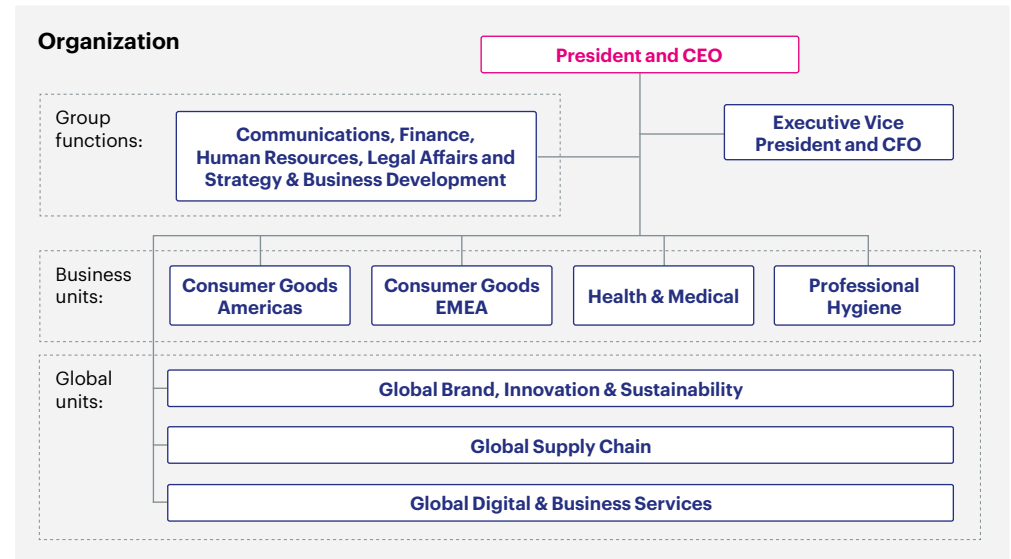 Organization
President and CEO
Group
functions:
Communications, Finance,
Human Resources, Legal Affairs and
Strategy & Business Development
Executive Vice
President and CFO
Business
units:
Consumer Goods
Americas
Consumer Goods
EMEA
Health & Medical
Professional
Hygiene
Global
units:
Global Brand, Innovation & Sustainability
Global Supply Chain
Global Digital & Business Services